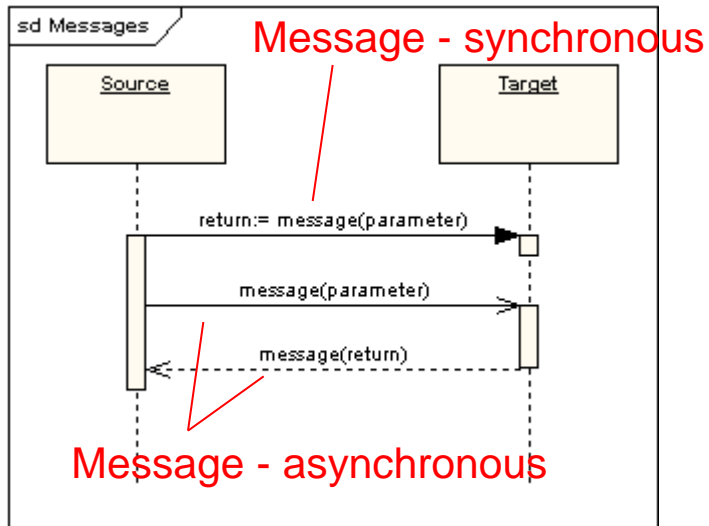 sd Messages
Message - synchronous
Source
Target
return:= message(parameter)
message(parameter)
message(return)
Message - asynchronous